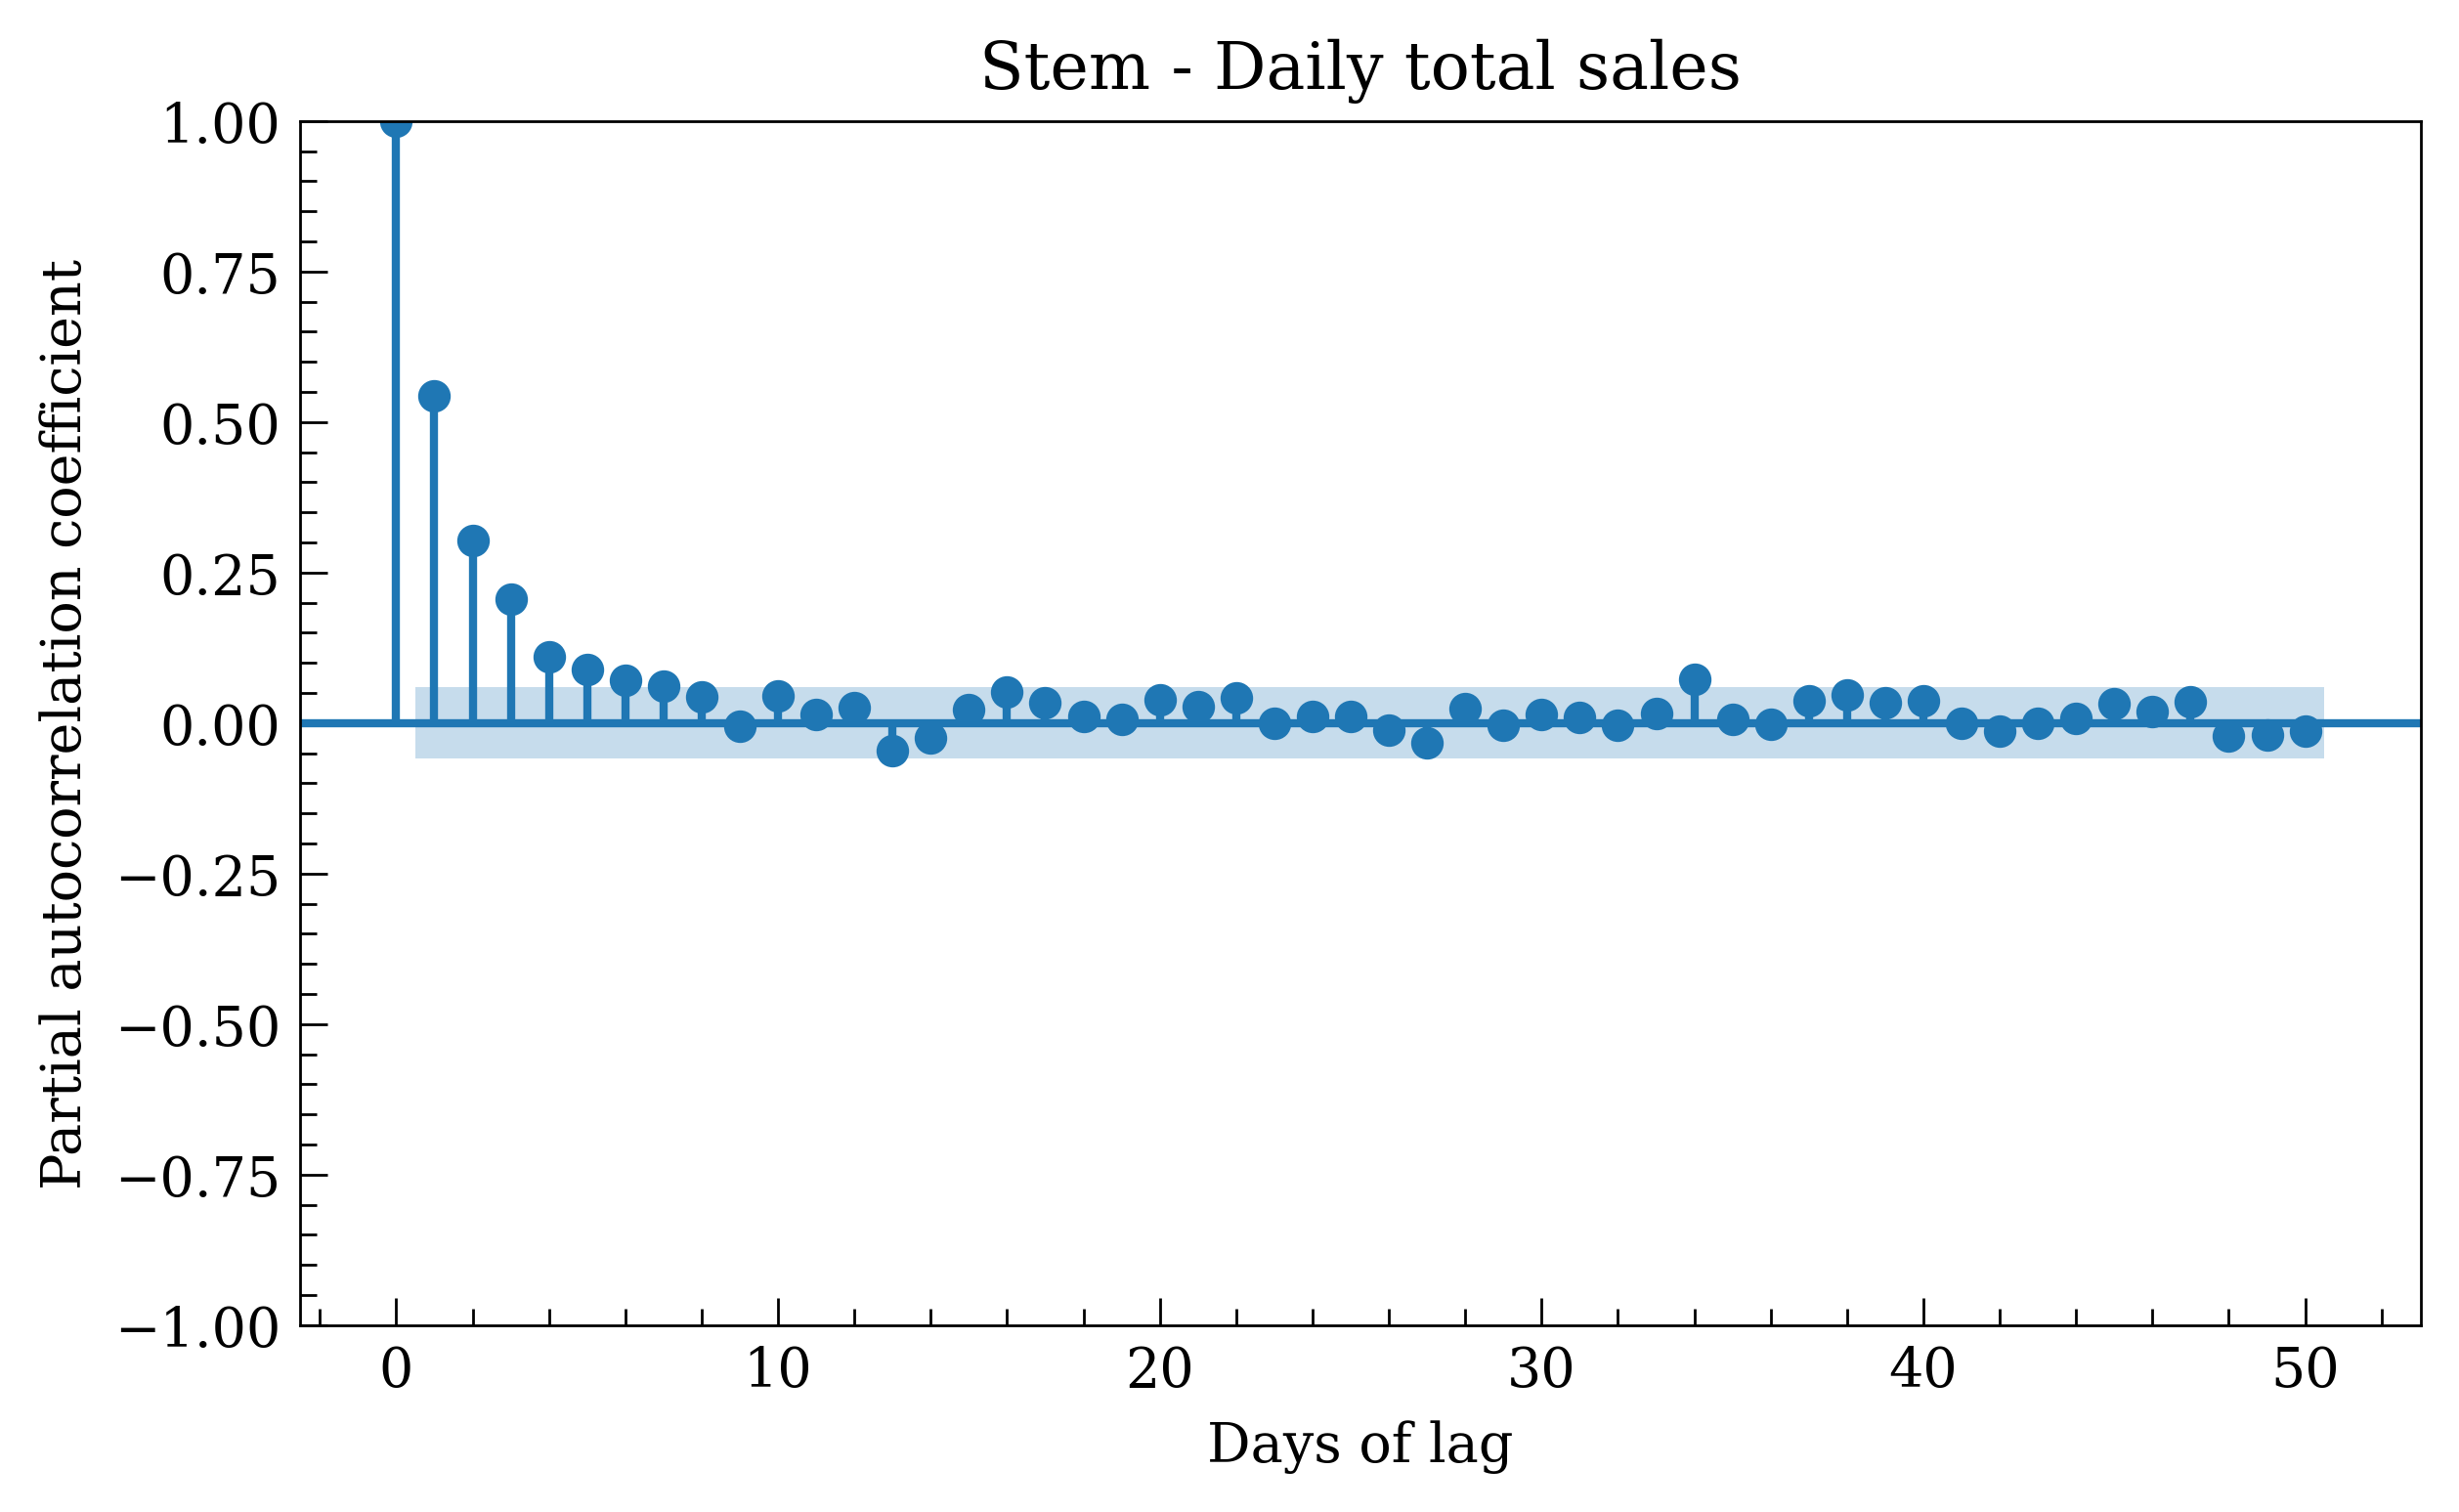 Stem - Daily total sales
Partial autocorrelation coefficient
1.00
0.75
0.50
0.25
0.00
−0.25
−0.50
−0.75
−1.00
0 10 20 30 40 50
Days of lag